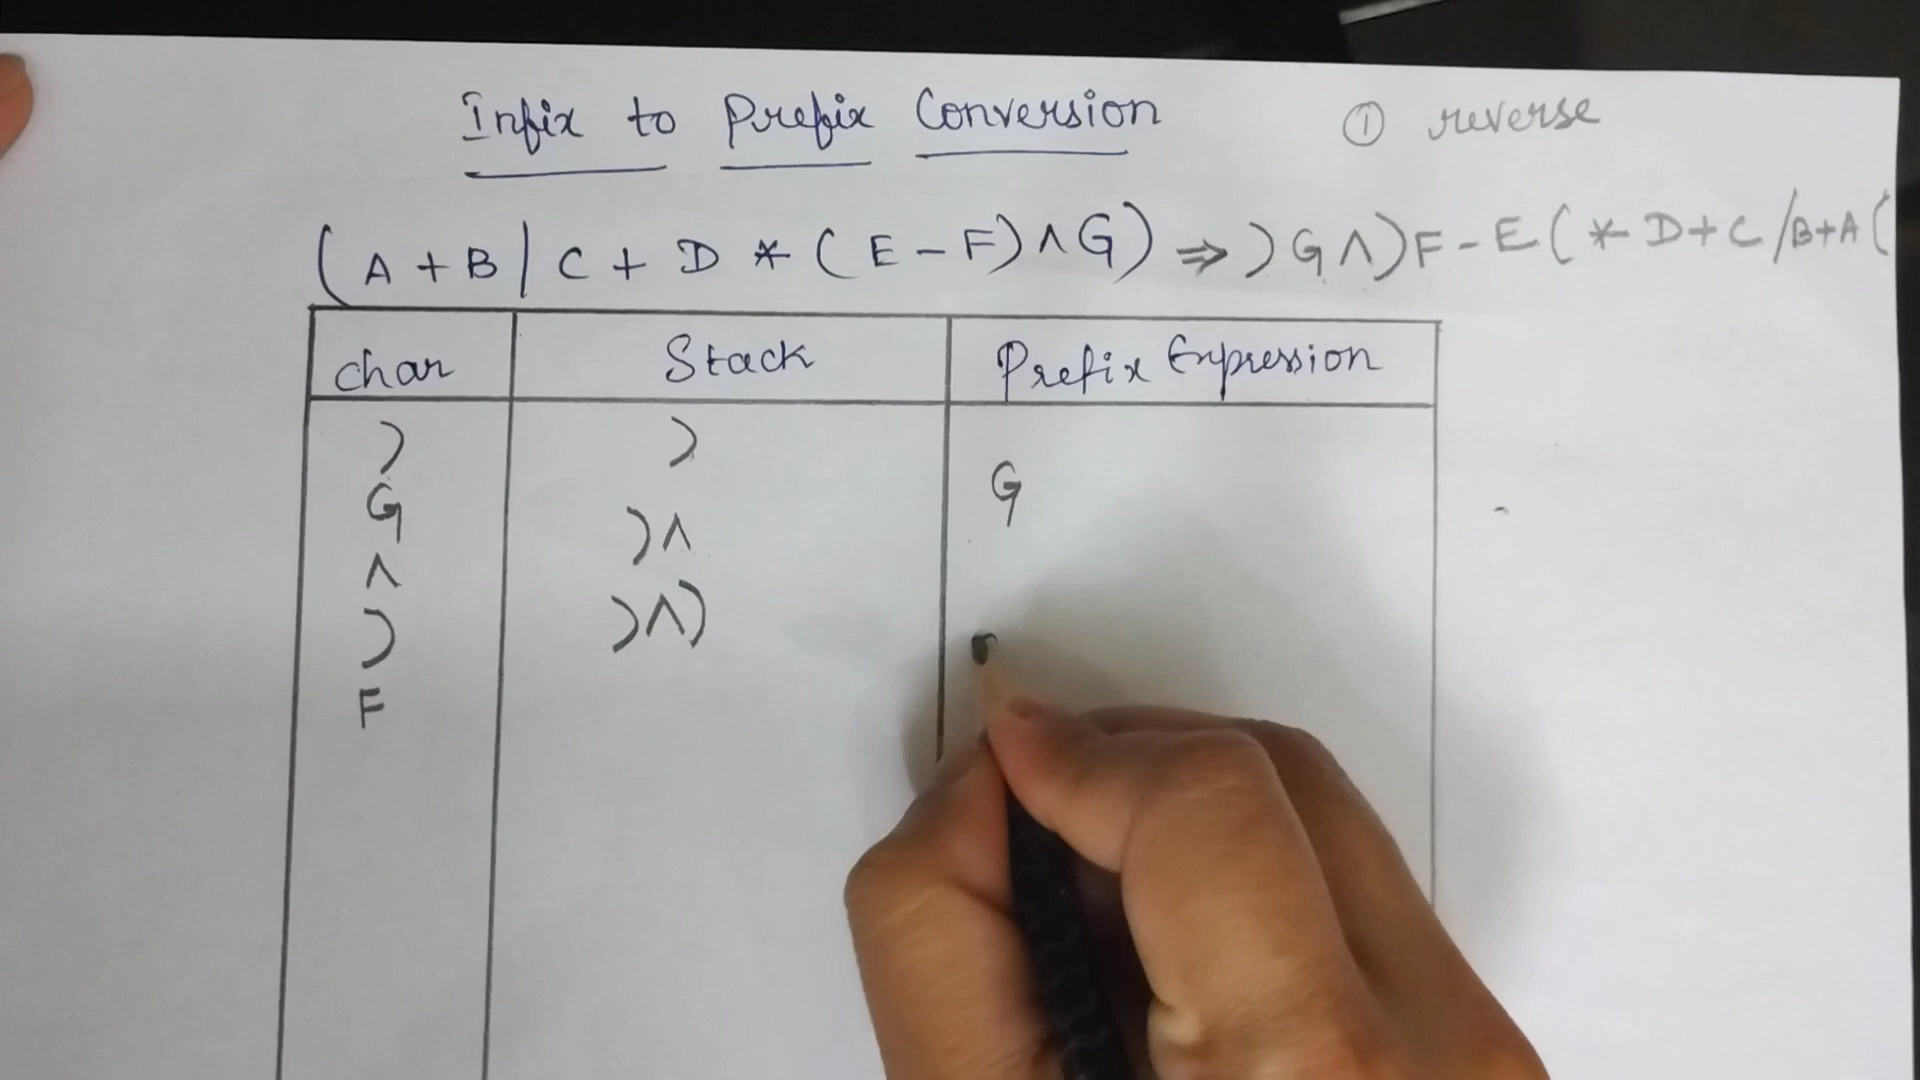 Infix to Prefix Conversion ① reverse
(A + B / C + D * (E - F) ∧ G) ⇒ ) G ∧ ) F - E ( * D + C / B + A (
char Stack Prefix Expression
) )
G G
∧ )∧
) )∧)
F